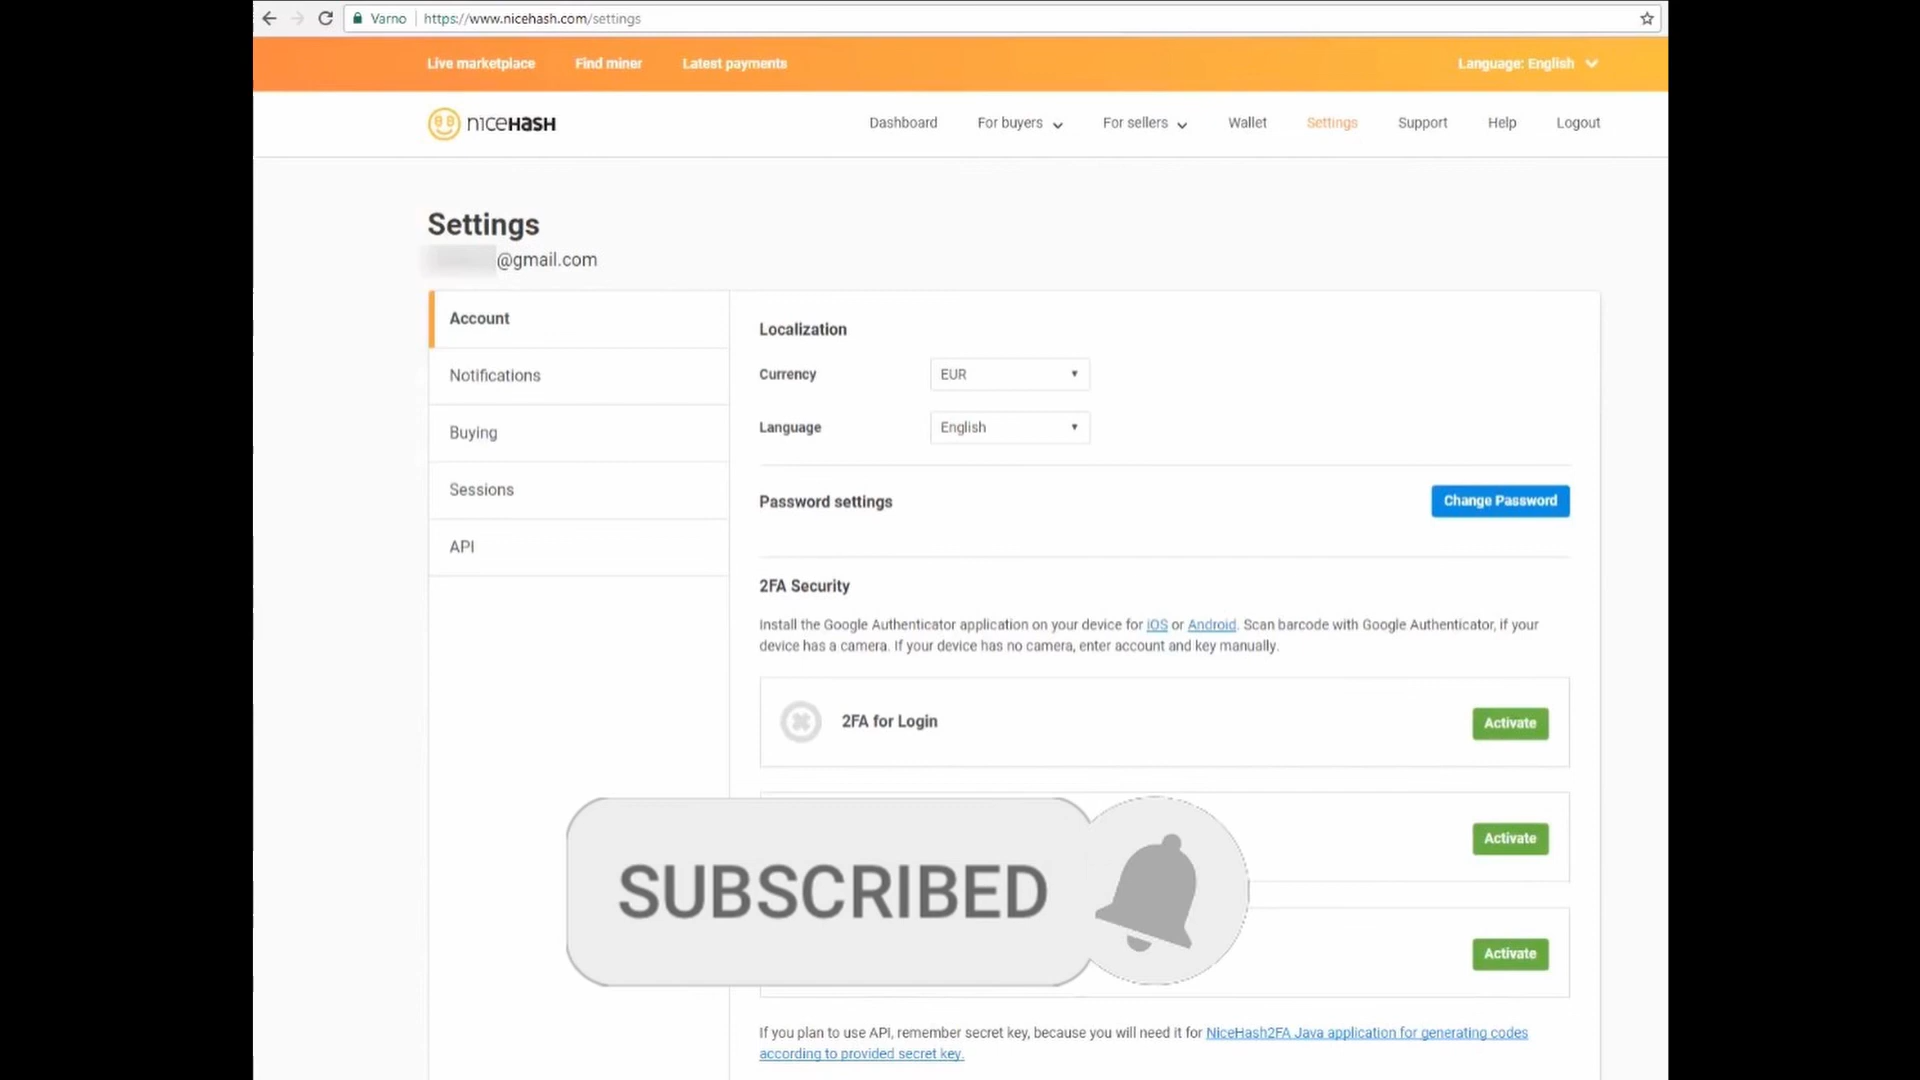 Varno https://www.nicehash.com/settings
Live marketplace Find miner Latest payments Language: English
niceHASH Dashboard For buyers For sellers Wallet Settings Support Help Logout
Settings
@gmail.com
Account
Notifications
Buying
Sessions
API
Localization
Currency EUR
Language English
Password settings Change Password
2FA Security
Install the Google Authenticator application on your device for iOS or Android. Scan barcode with Google Authenticator, if your
device has a camera. If your device has no camera, enter account and key manually.
2FA for Login Activate
Activate
SUBSCRIBED
Activate
If you plan to use API, remember secret key, because you will need it for NiceHash2FA Java application for generating codes
according to provided secret key.